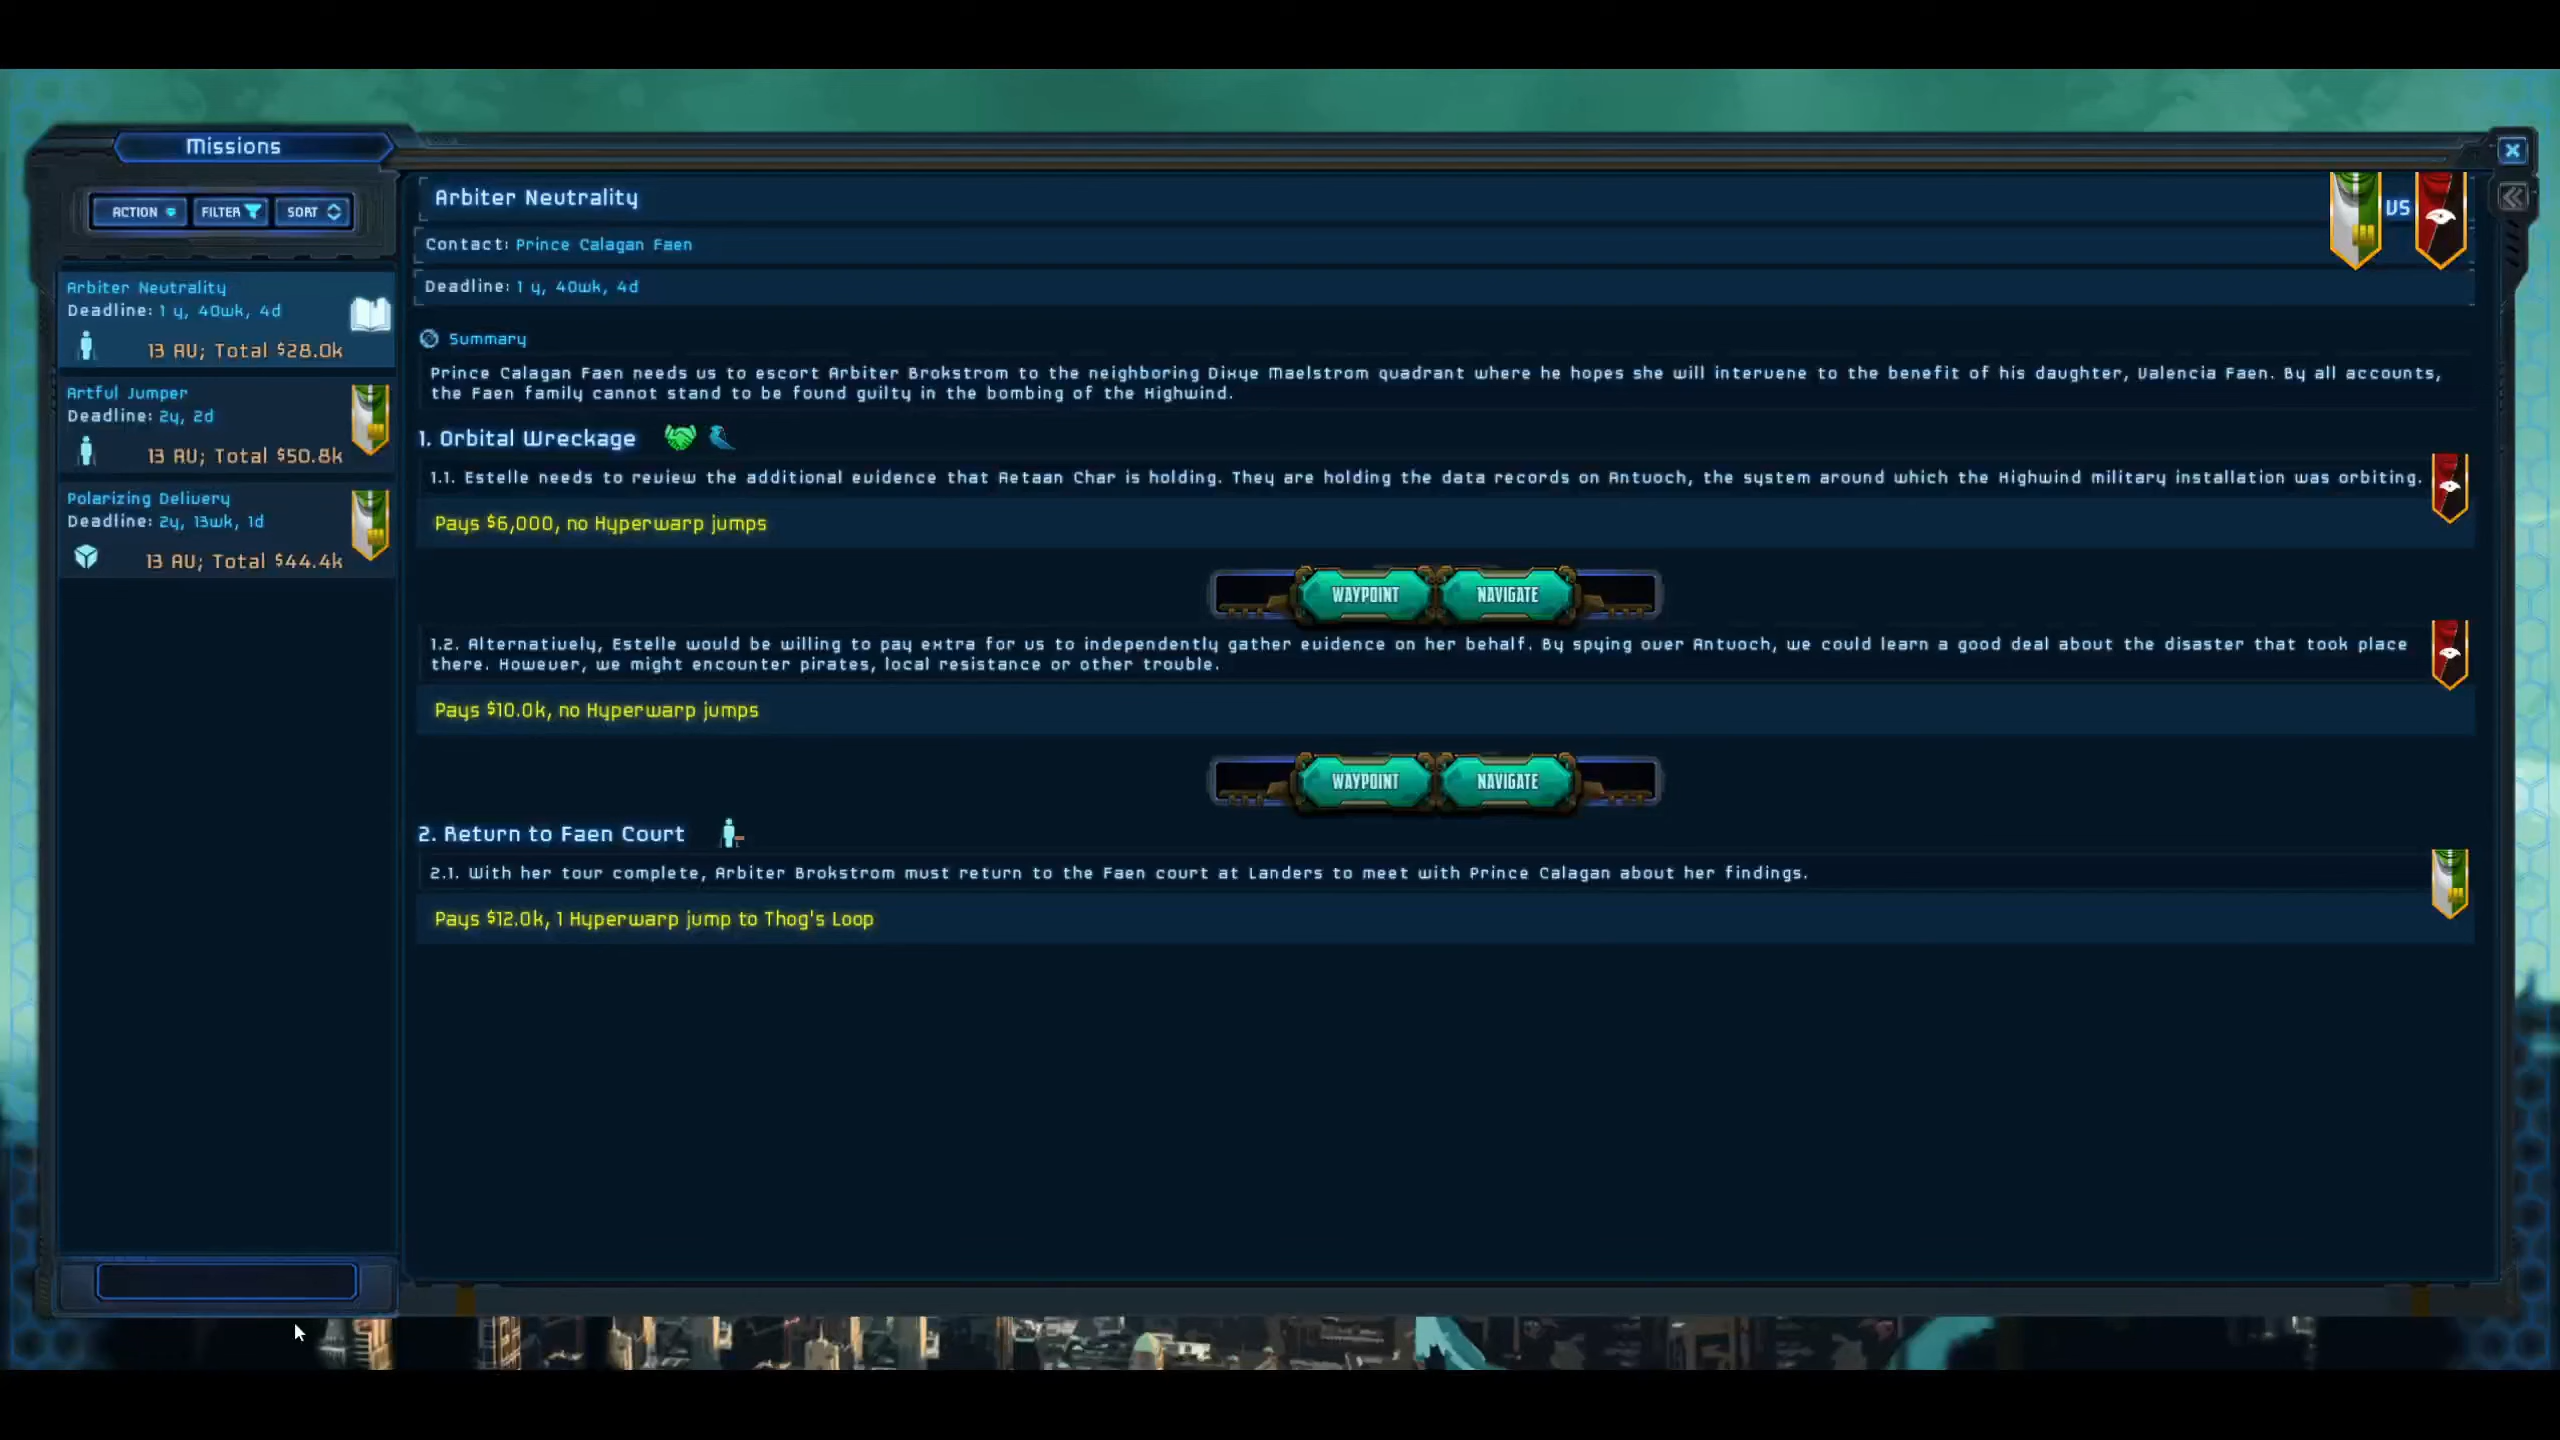 Missions
ACTION
FILTER
SORT
Arbiter Neutrality
Deadline: 1 y, 40wk, 4d
13 AU; Total $28.0k
Artful Jumper
Deadline: 2y, 2d
13 AU; Total $50.8k
Polarizing Delivery
Deadline: 2y, 13wk, 1d
13 AU; Total $44.4k
Arbiter Neutrality
VS
Contact: Prince Calagan Faen
Deadline: 1 y, 40wk, 4d
Summary
Prince Calagan Faen needs us to escort Arbiter Brokstrom to the neighboring Dixye Maelstrom quadrant where he hopes she will intervene to the benefit of his daughter, Valencia Faen. By all accounts,
the Faen family cannot stand to be found guilty in the bombing of the Highwind.
1. Orbital Wreckage
1.1. Estelle needs to review the additional evidence that Aetaan Char is holding. They are holding the data records on Antuoch, the system around which the Highwind military installation was orbiting.
Pays $6,000, no Hyperwarp jumps
WAYPOINT
NAVIGATE
1.2. Alternatively, Estelle would be willing to pay extra for us to independently gather evidence on her behalf. By spying over Antuoch, we could learn a good deal about the disaster that took place
there. However, we might encounter pirates, local resistance or other trouble.
Pays $10.0k, no Hyperwarp jumps
WAYPOINT
NAVIGATE
2. Return to Faen Court
2.1. With her tour complete, Arbiter Brokstrom must return to the Faen court at Landers to meet with Prince Calagan about her findings.
Pays $12.0k, 1 Hyperwarp jump to Thog's Loop